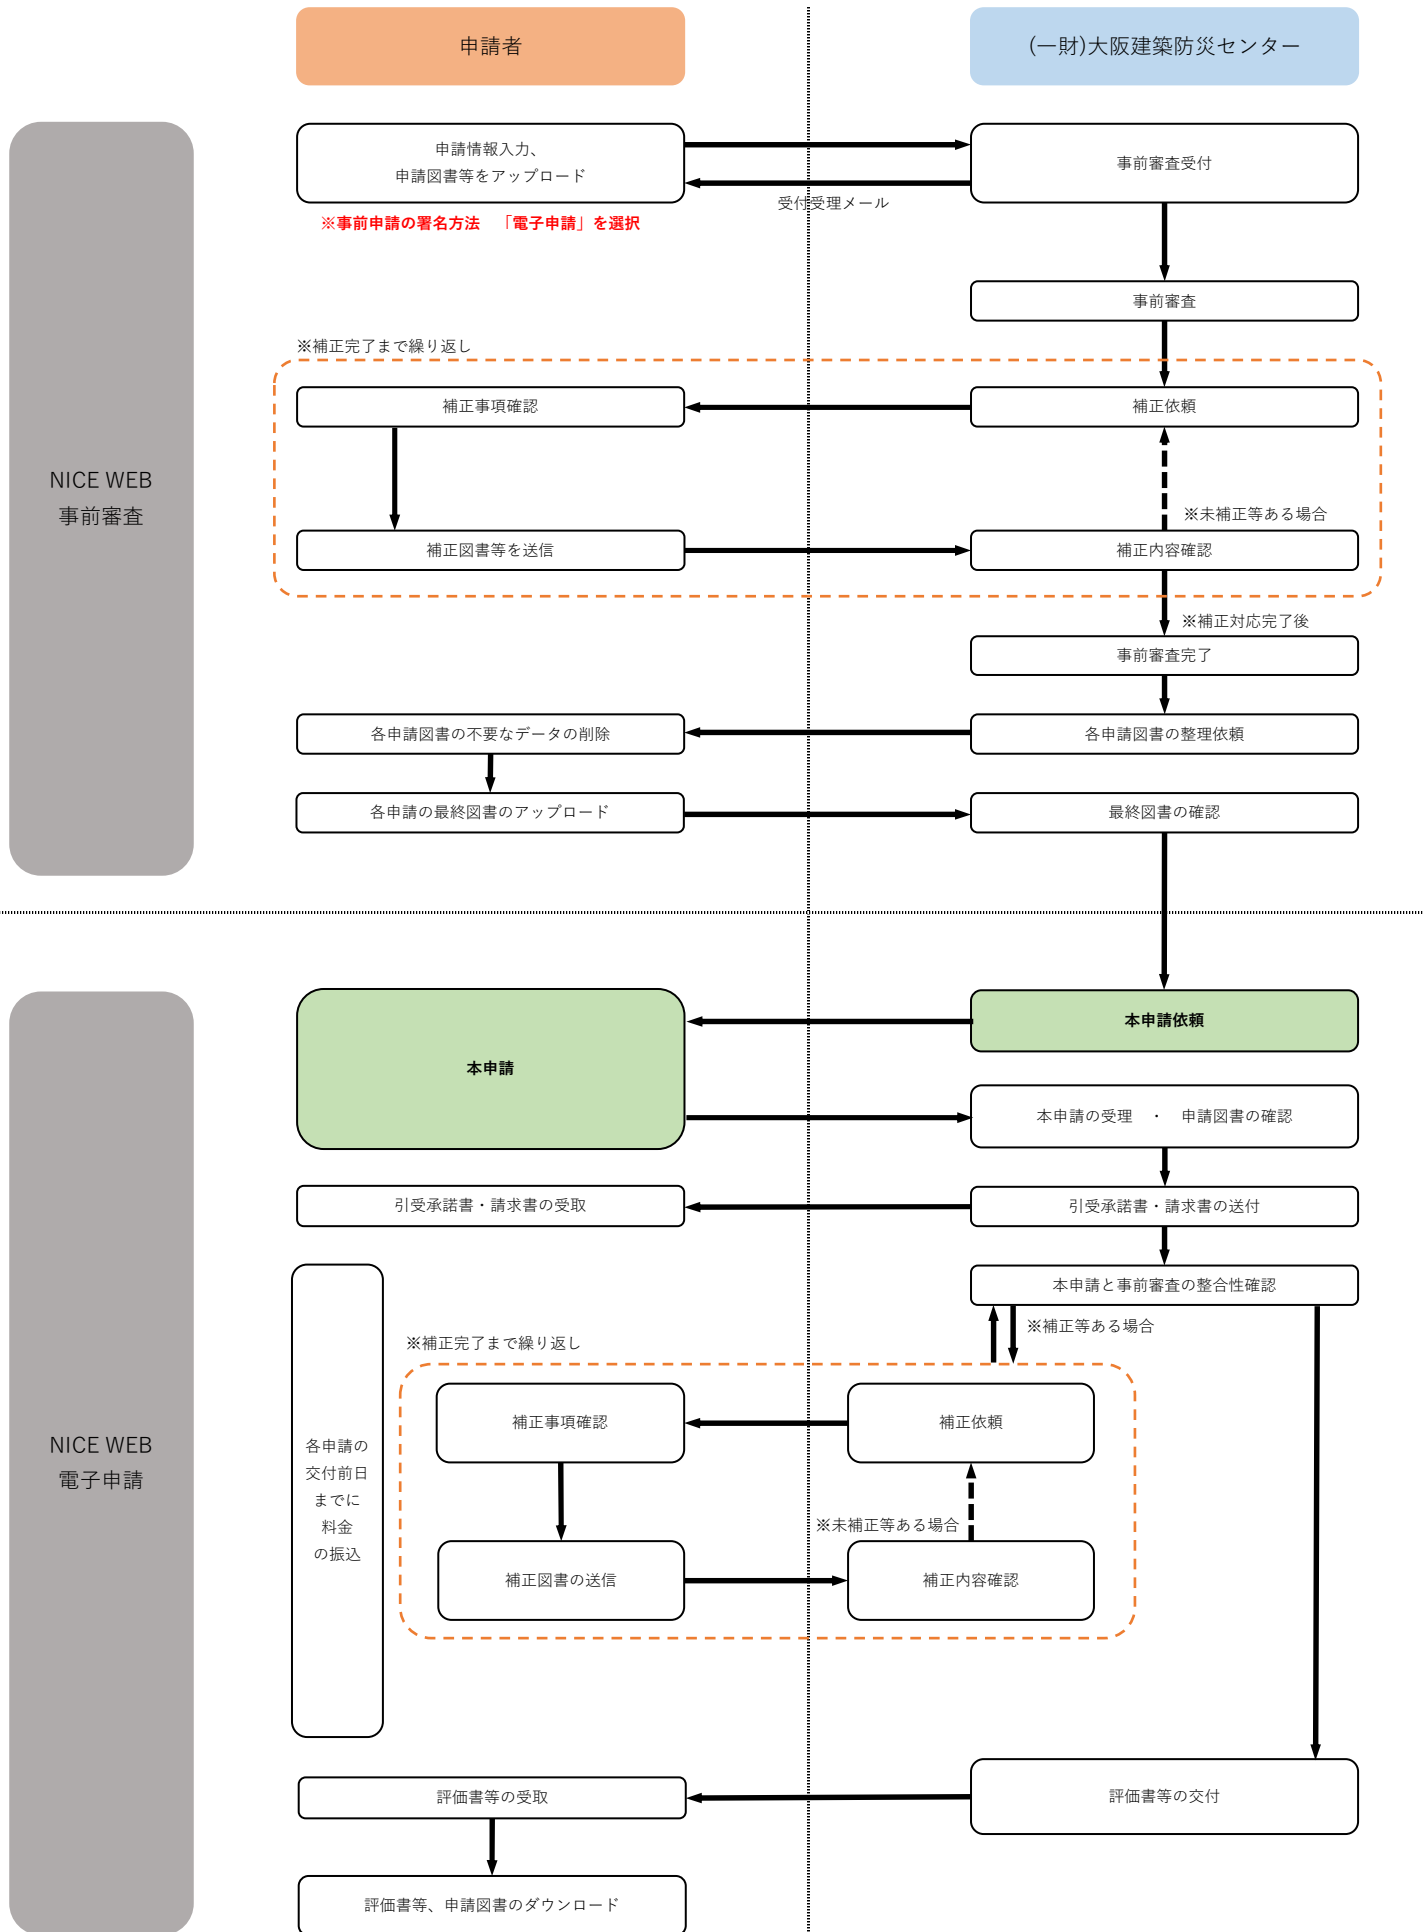 申請者
(一財)大阪建築防災センター
NICE WEB
事前審査
申請情報入力、
申請図書等をアップロード
事前審査受付
受付受理メール
※事前申請の署名方法　「電子申請」を選択
事前審査
※補正完了まで繰り返し
補正事項確認
補正依頼
※未補正等ある場合
補正図書等を送信
補正内容確認
※補正対応完了後
事前審査完了
各申請図書の不要なデータの削除
各申請図書の整理依頼
各申請の最終図書のアップロード
最終図書の確認
NICE WEB
電子申請
本申請依頼
本申請
本申請の受理　・　申請図書の確認
引受承諾書・請求書の受取
引受承諾書・請求書の送付
本申請と事前審査の整合性確認
※補正等ある場合
※補正完了まで繰り返し
補正事項確認
補正依頼
各申請の
交付前日
までに
料金
の振込
※未補正等ある場合
補正図書の送信
補正内容確認
評価書等の受取
評価書等の交付
評価書等、申請図書のダウンロード